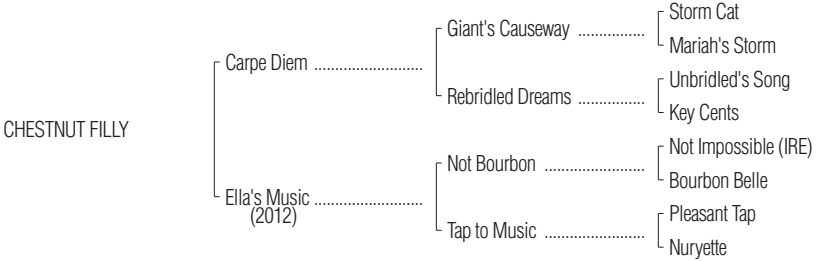 Storm Cat
Giant's Causeway ................
Mariah's Storm
Carpe Diem ..........................
Unbridled's Song
Rebridled Dreams ................
Key Cents
CHESTNUT FILLY
Not Impossible (IRE)
Not Bourbon ........................
Bourbon Belle
Ella's Music ..........................
(2012)
Pleasant Tap
Tap to Music ........................
Nuryette